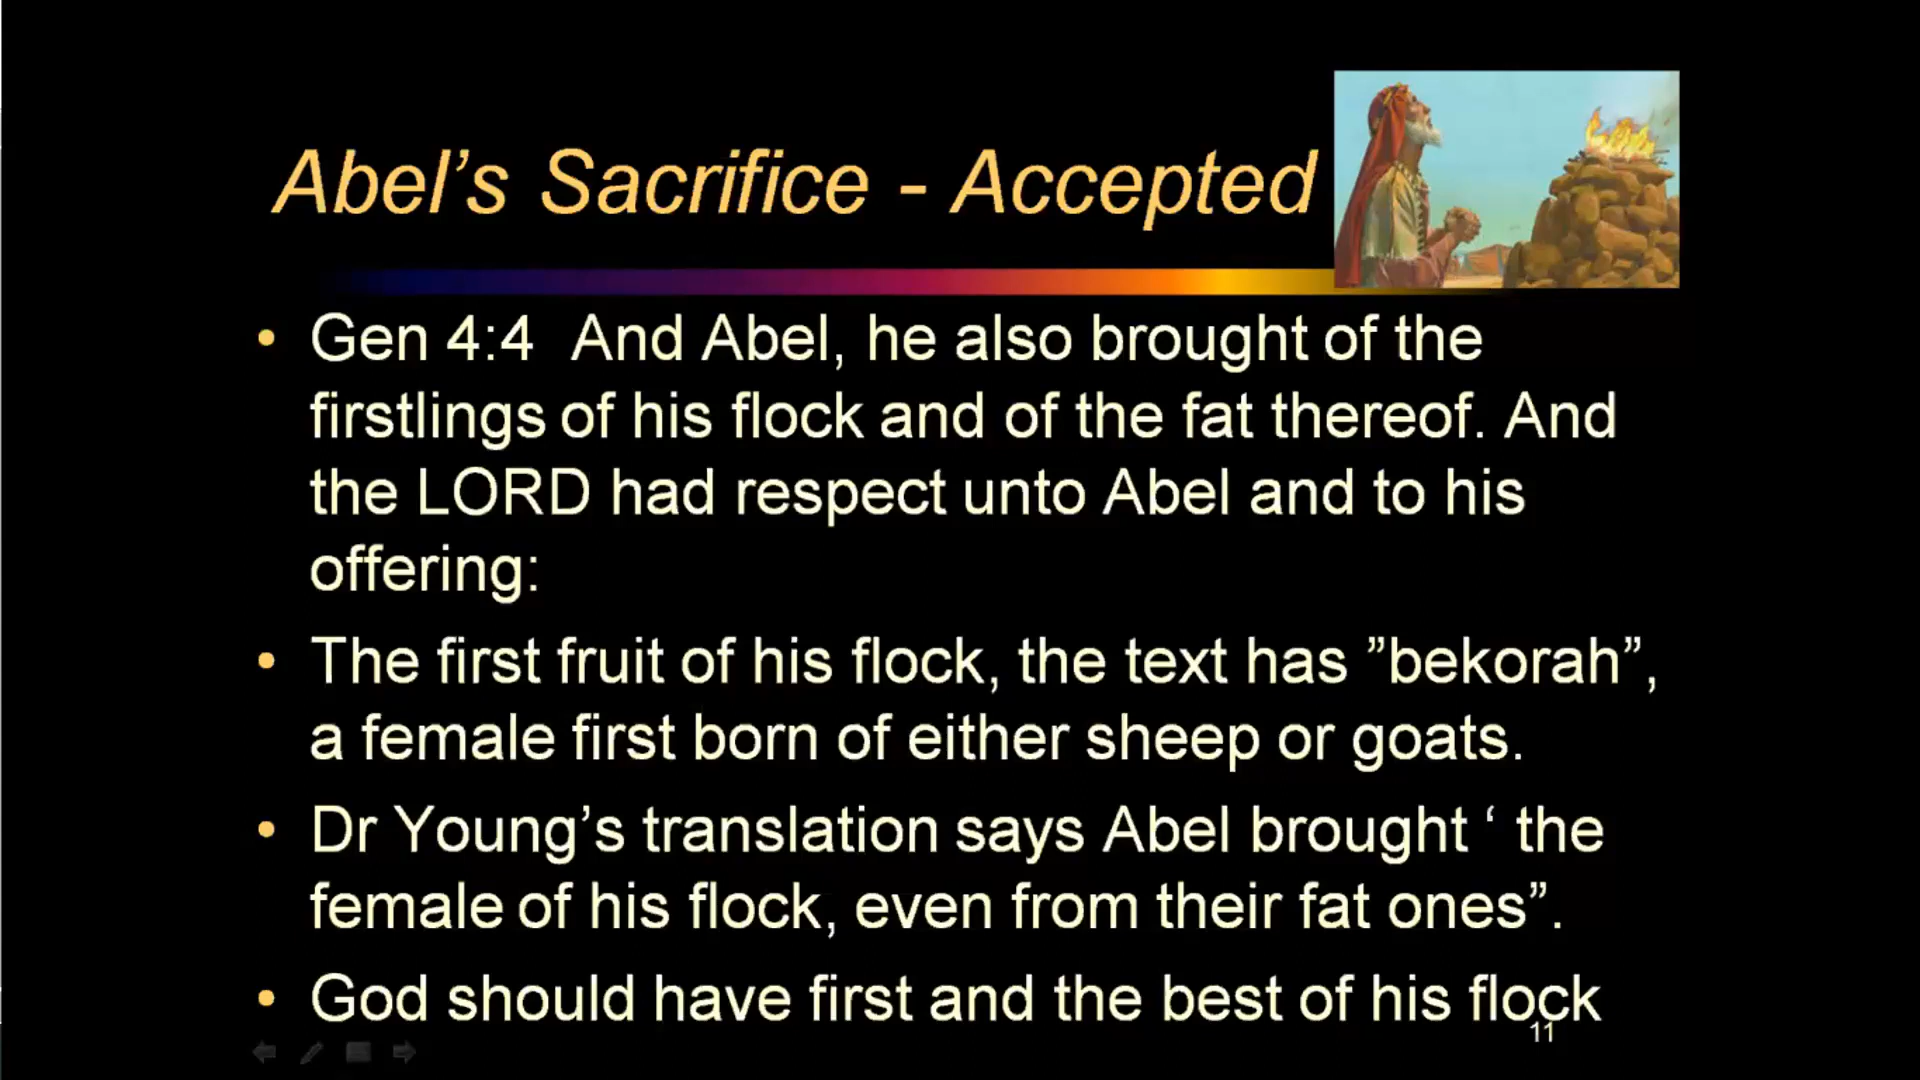 Abel’s Sacrifice - Accepted
• Gen 4:4 And Abel, he also brought of the
firstlings of his flock and of the fat thereof. And
the LORD had respect unto Abel and to his
offering:
• The first fruit of his flock, the text has ”bekorah”,
a female first born of either sheep or goats.
• Dr Young’s translation says Abel brought ‘ the
female of his flock, even from their fat ones”.
• God should have first and the best of his flock
11